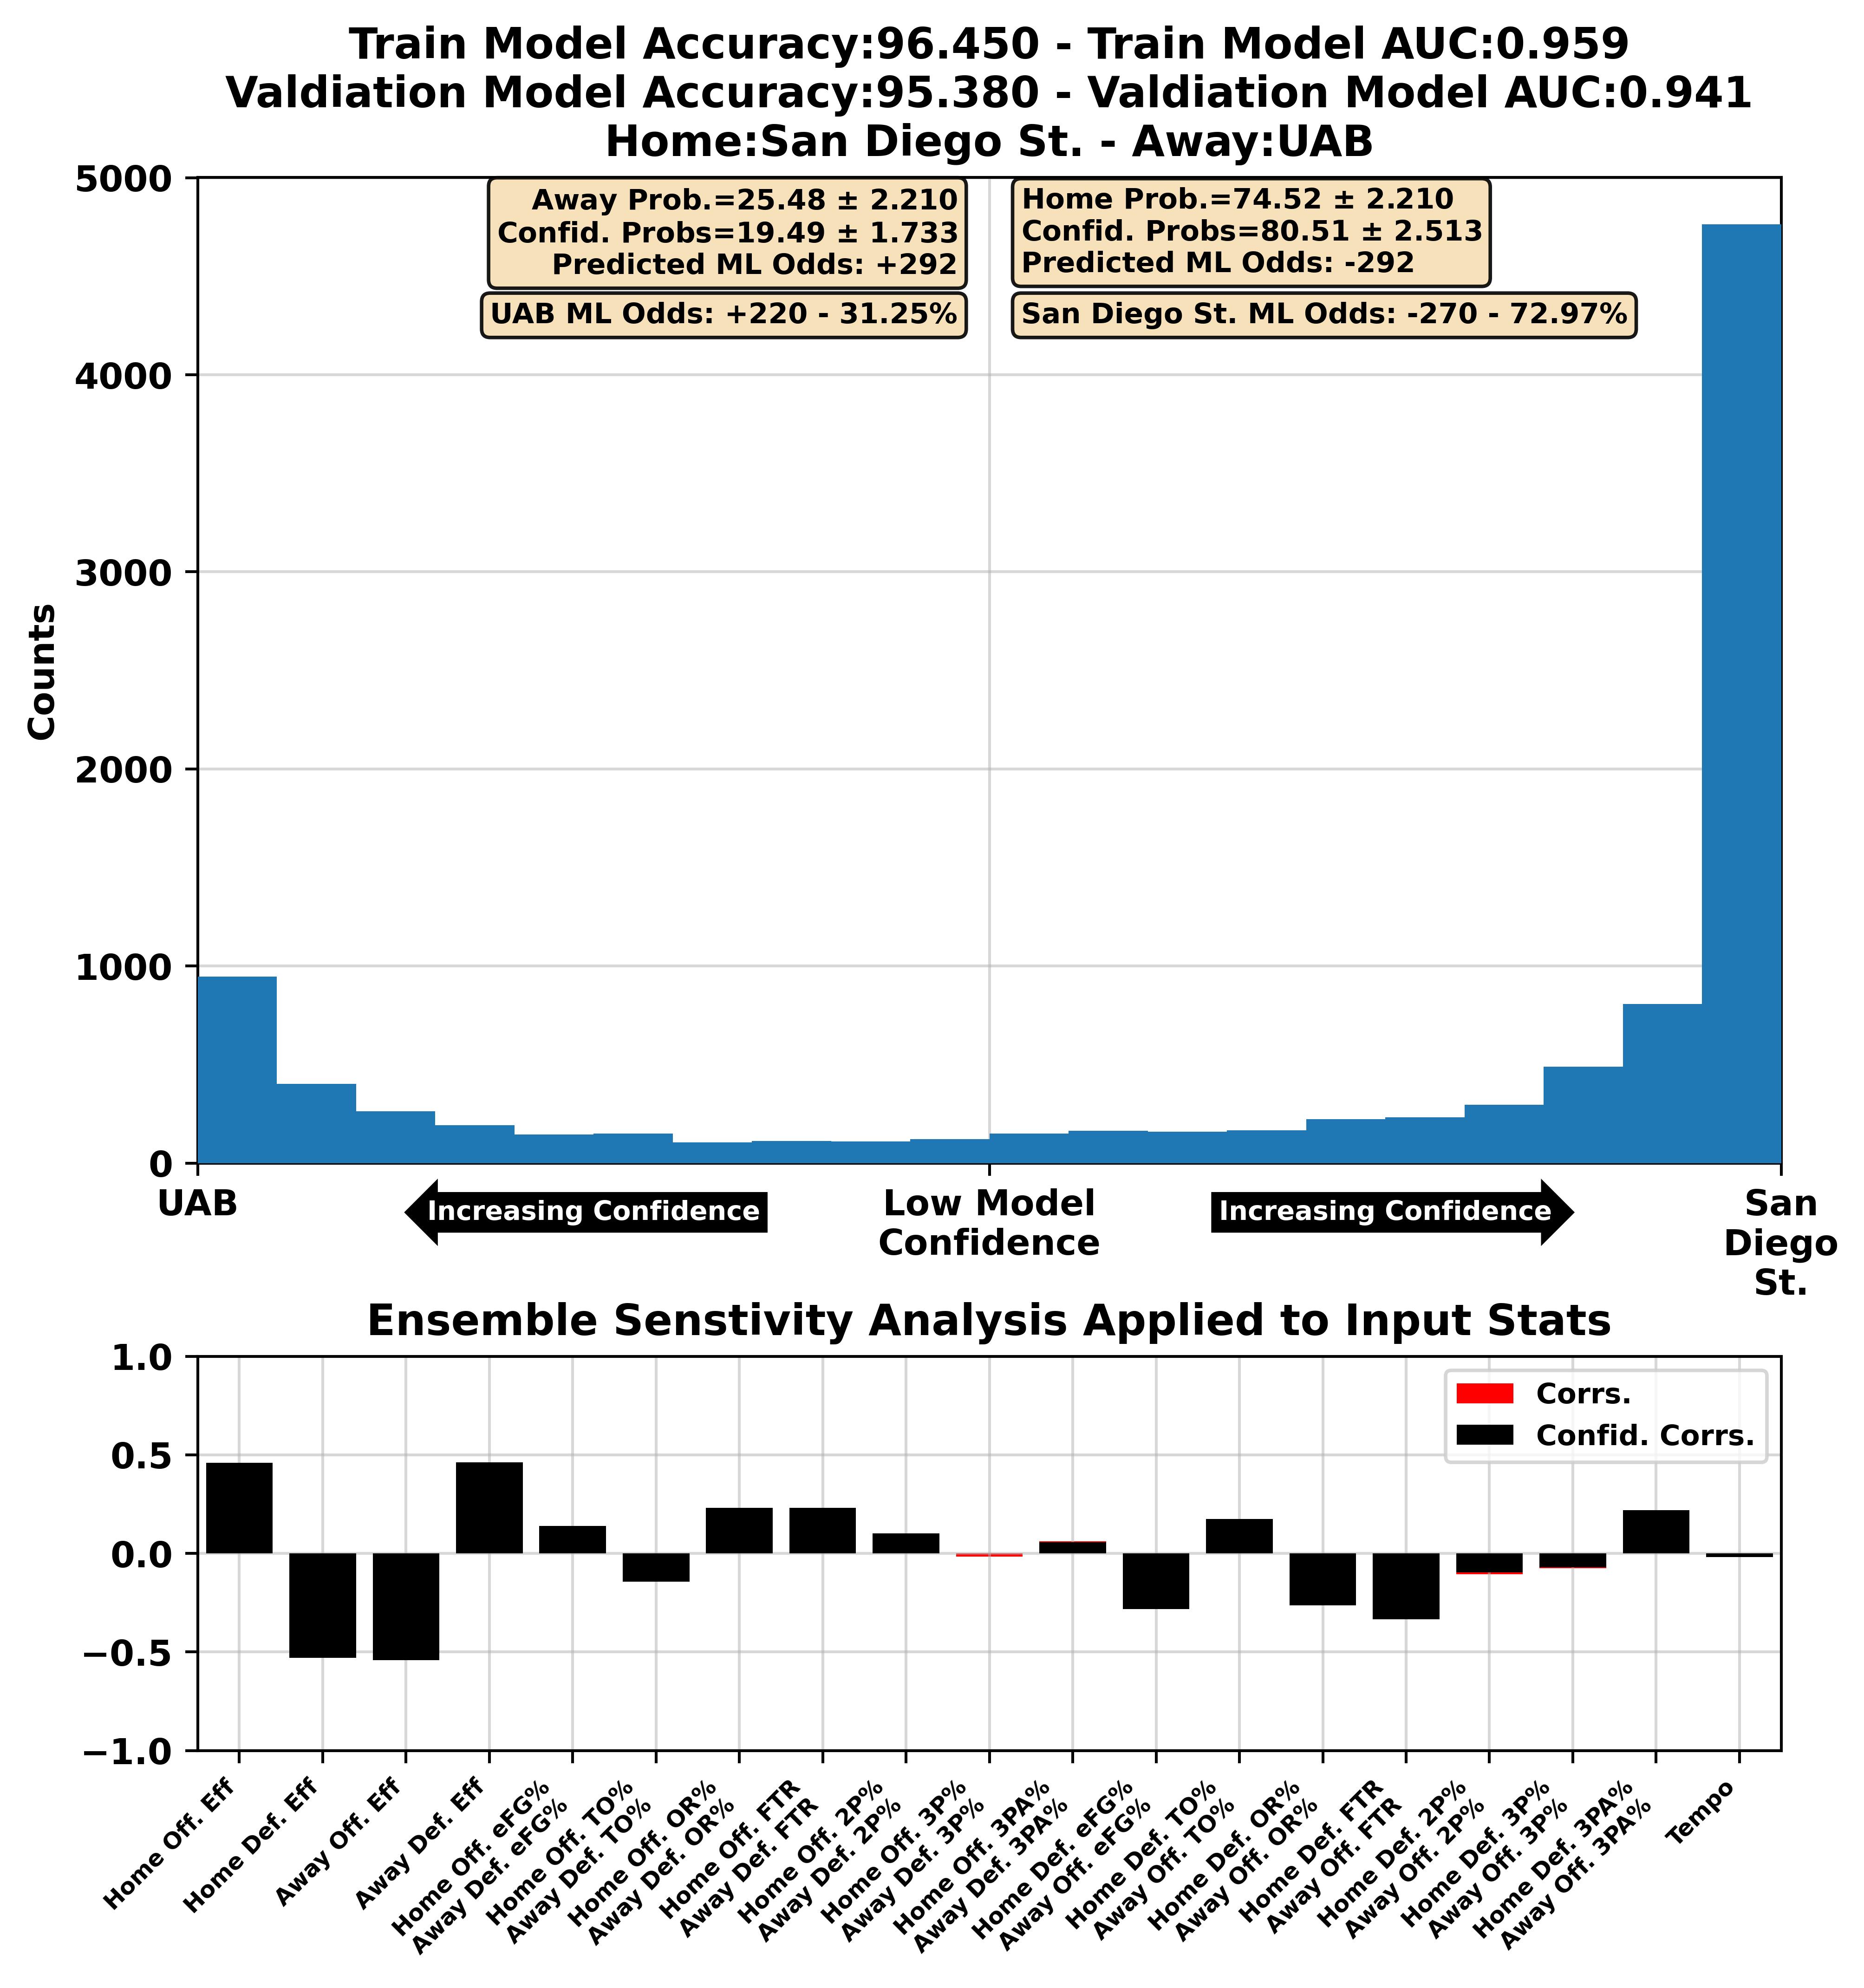 Train Model Accuracy:96.450 - Train Model AUC:0.959
Valdiation Model Accuracy:95.380 - Valdiation Model AUC:0.941
Home:San Diego St. - Away:UAB
5000
4000
3000
2000
1000
0
Counts
Away Prob.=25.48 ± 2.210
Confid. Probs=19.49 ± 1.733
Predicted ML Odds: +292
UAB ML Odds: +220 - 31.25%
Home Prob.=74.52 ± 2.210
Confid. Probs=80.51 ± 2.513
Predicted ML Odds: -292
San Diego St. ML Odds: -270 - 72.97%
UAB
Increasing Confidence
Low Model
Confidence
Increasing Confidence
San
Diego
St.
Ensemble Senstivity Analysis Applied to Input Stats
1.0
0.5
0.0
−0.5
−1.0
Corrs.
Confid. Corrs.
Home Off. Eff
Home Def. Eff
Away Off. Eff
Away Def. Eff
Home Off. eFG%
Away Def. eFG%
Home Off. TO%
Away Def. TO%
Home Off. OR%
Away Def. OR%
Home Off. FTR
Away Def. FTR
Home Off. 2P%
Away Def. 2P%
Home Off. 3P%
Away Def. 3P%
Home Off. 3PA%
Away Def. 3PA%
Home Def. eFG%
Away Off. eFG%
Home Def. TO%
Away Off. TO%
Home Def. OR%
Away Off. OR%
Home Def. FTR
Away Off. FTR
Home Def. 2P%
Away Off. 2P%
Home Def. 3P%
Away Off. 3P%
Home Def. 3PA%
Away Off. 3PA%
Tempo